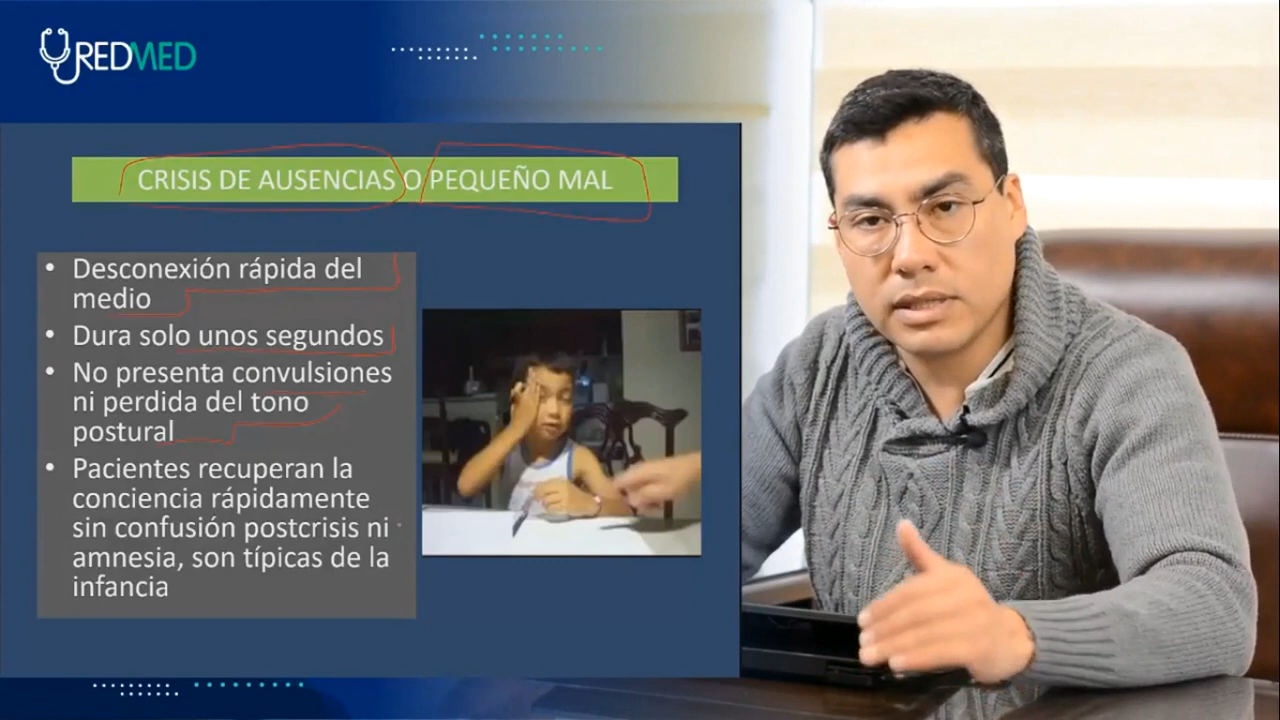 REDMED
CRISIS DE AUSENCIAS O PEQUEÑO MAL
• Desconexión rápida del
medio
• Dura solo unos segundos
• No presenta convulsiones
ni perdida del tono
postural
• Pacientes recuperan la
conciencia rápidamente
sin confusión postcrisis ni
amnesia, son típicas de la
infancia